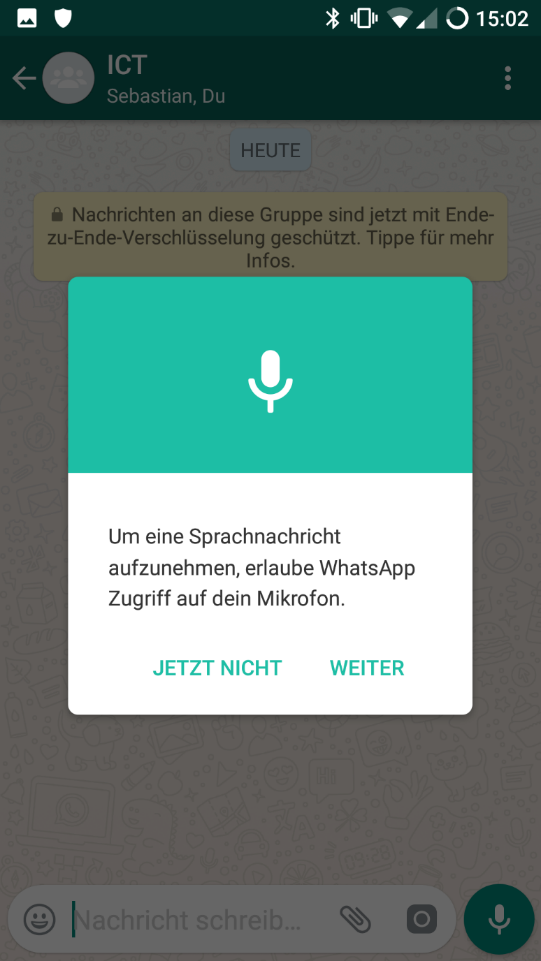 15:02
ICT
Sebastian, Du
HEUTE
Nachrichten an diese Gruppe sind jetzt mit Ende-
zu-Ende-Verschlüsselung geschützt. Tippe für mehr
Infos.
Um eine Sprachnachricht
aufzunehmen, erlaube WhatsApp
Zugriff auf dein Mikrofon.
JETZT NICHT WEITER
Nachricht schreib...